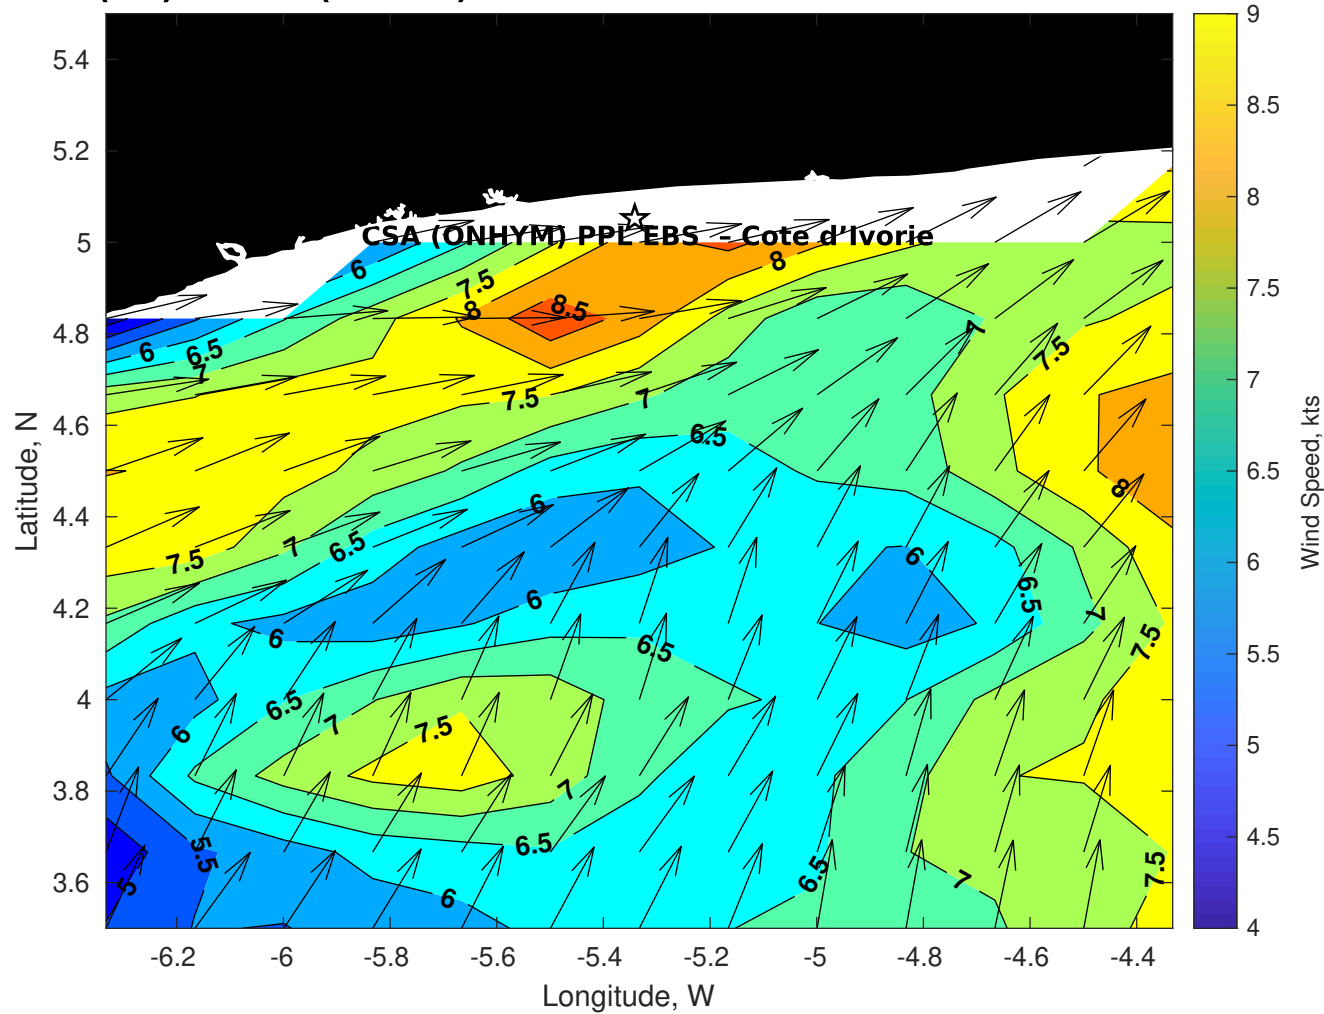 5.4
5.2
5
4.8
4.6
4.4
4.2
4
3.8
3.6
Latitude, N
-6.2 -6 -5.8 -5.6 -5.4 -5.2 -5 -4.8 -4.6 -4.4
Longitude, W
CSA (ONHYM) PPL EBS - Cote d'Ivorie
6 7.5 8 8.5 8
6 6.5 7 7 7.5
7.5 7
6.5
6 8
7.5 7 6.5 6
6 6.5 7
6 6.5 7.5
6.5 7 7.5
6
7
6.5 5.5 6.5 7.5
5 6 7
9
8.5
8
7.5
7
6.5
6
5.5
5
4.5
4
Wind Speed, kts